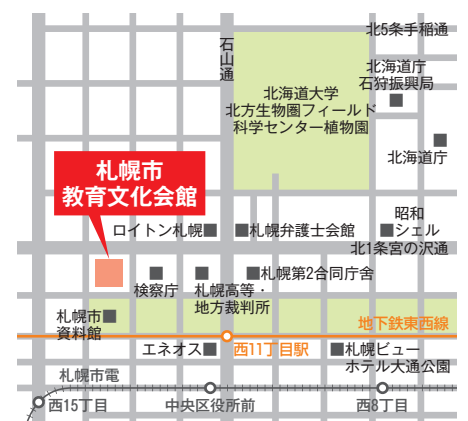 北5条手稲通
石山通
北海道庁
石狩振興局
北海道大学
北方生物圏フィールド
科学センター植物園
北海道庁
札幌市
教育文化会館
昭和
シェル
ロイトン札幌
札幌弁護士会館
北1条宮の沢通
検察庁
札幌高等・
地方裁判所
札幌第2合同庁舎
札幌市
資料館
地下鉄東西線
エネオス
西11丁目駅
札幌ビュー
ホテル大通公園
札幌市電
西15丁目
中央区役所前
西8丁目